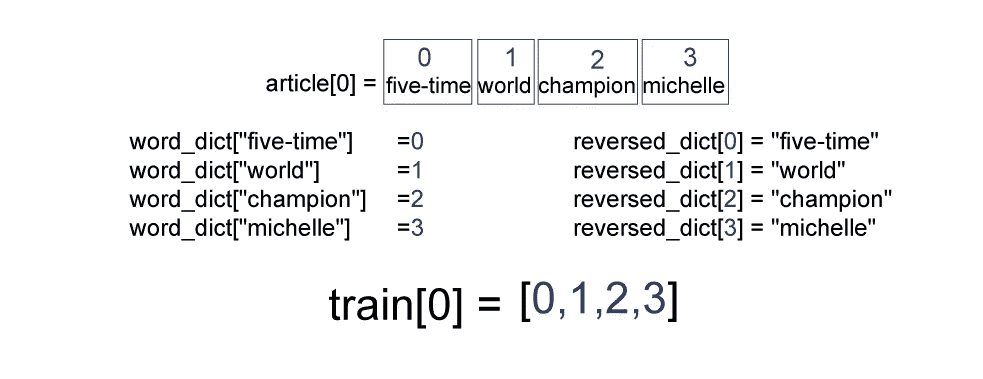 0 1 2 3
article[0] = five-time world champion michelle
word_dict["five-time"] =0 reversed_dict[0] = "five-time"
word_dict["world"] =1 reversed_dict[1] = "world"
word_dict["champion"] =2 reversed_dict[2] = "champion"
word_dict["michelle"] =3 reversed_dict[3] = "michelle"
train[0] = [0,1,2,3]